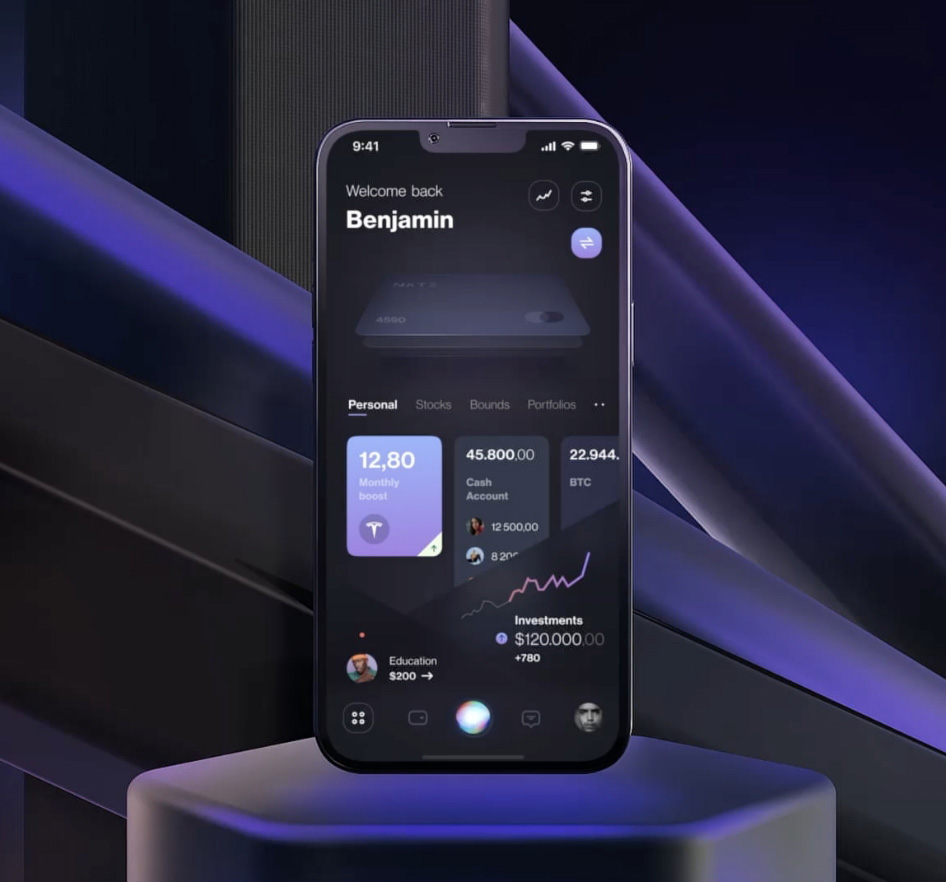 9:41
Welcome back
Benjamin
4590
Personal Stocks Bounds Portfolios
12,80
Monthly
boost
45.800,00
Cash
Account
12 500,00
22.944.
BTC
Investments
$120.000,00
+780
Education
$200 →